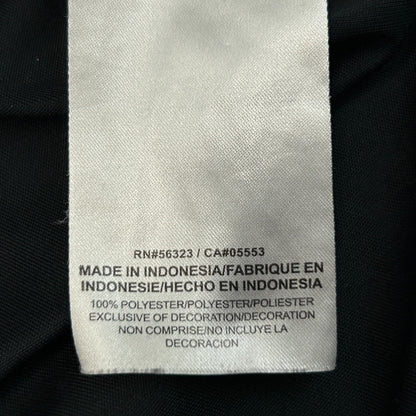 RN#56323 / CA#05553
MADE IN INDONESIA/FABRIQUE EN
INDONESIE/HECHO EN INDONESIA
100% POLYESTER/POLYESTER/POLIESTER
EXCLUSIVE OF DECORATION/DECORATION
NON COMPRISE/NO INCLUYE LA
DECORACION